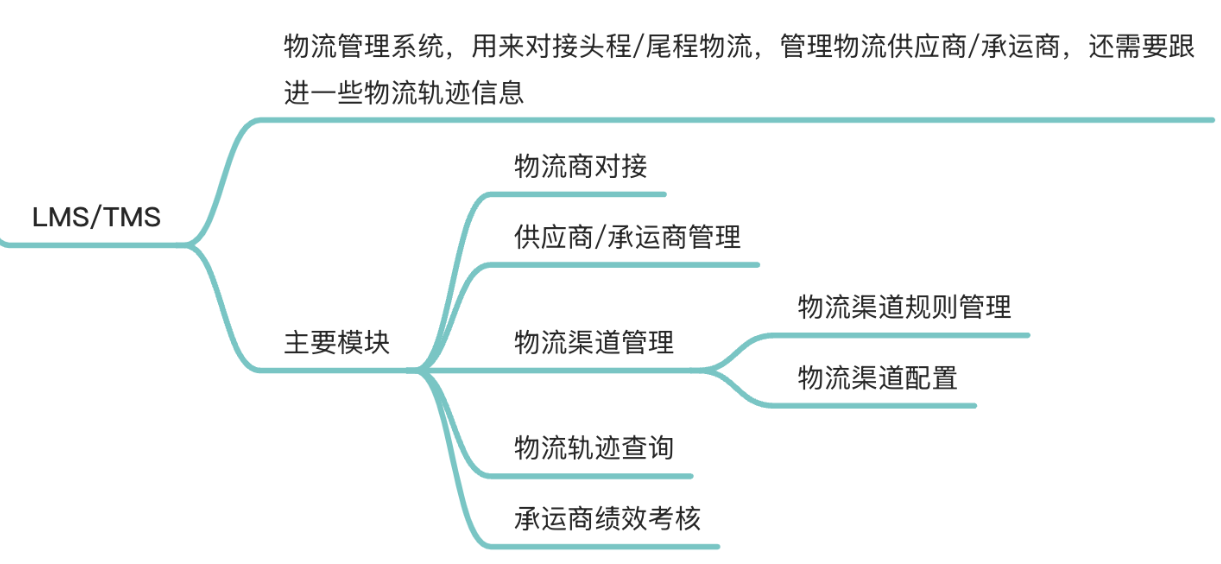 物流管理系统，用来对接头程/尾程物流，管理物流供应商/承运商，还需要跟
进一些物流轨迹信息
LMS/TMS
主要模块
物流商对接
供应商/承运商管理
物流渠道管理
物流渠道规则管理
物流渠道配置
物流轨迹查询
承运商绩效考核